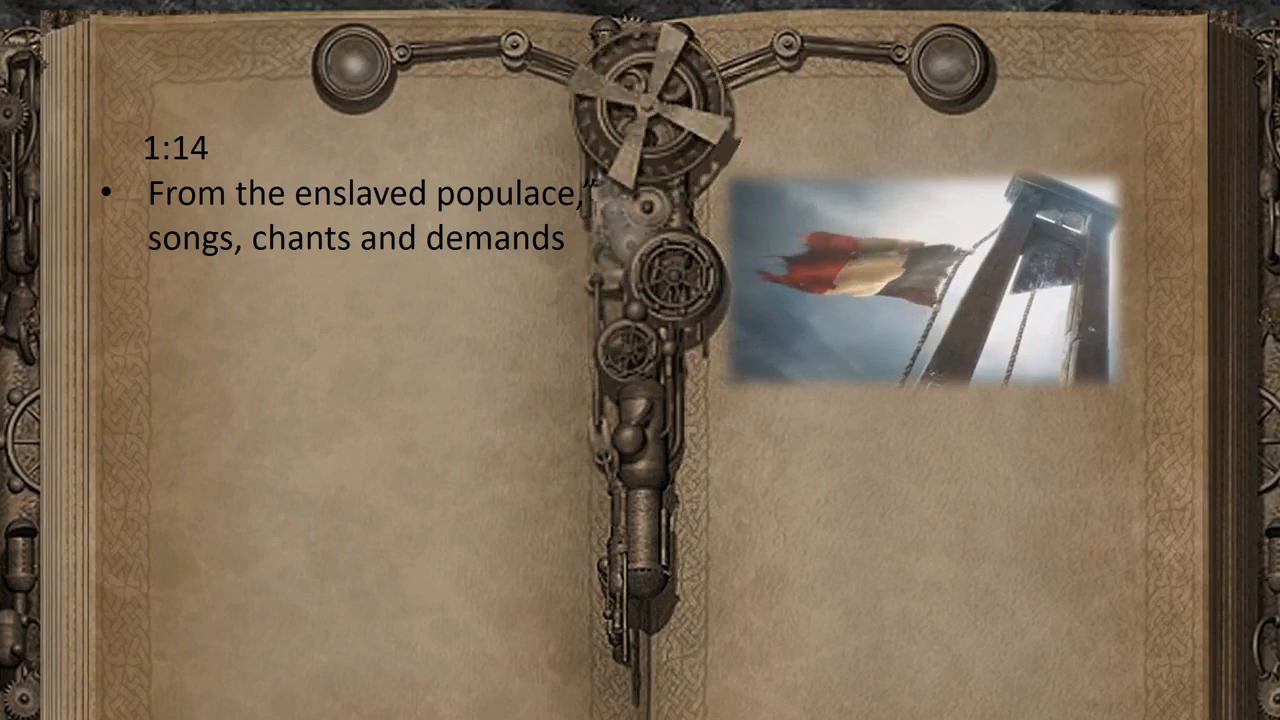 1:14
• From the enslaved populace,”
songs, chants and demands